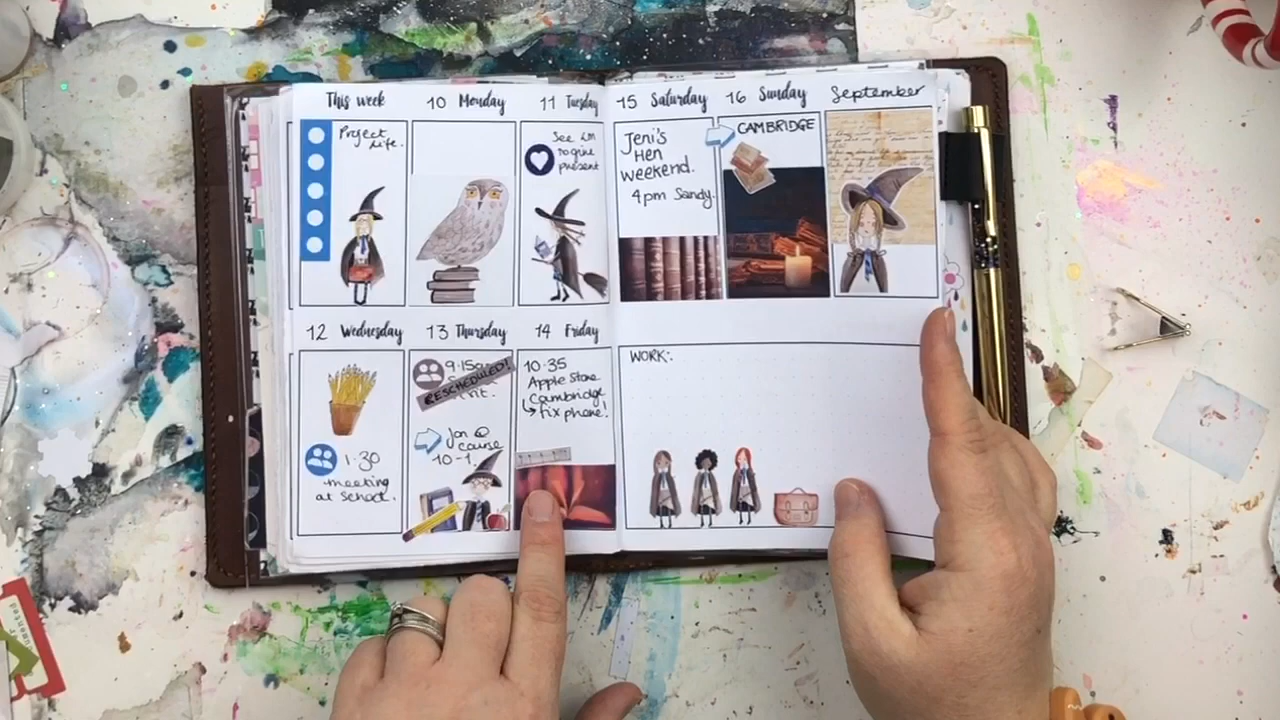 This week
Project
life.
10 Monday
11 Tuesday
See Em
to give
present
12 Wednesday
1.30
meeting
at school.
13 Thursday
RESCHEDULED!
Jon @
course
10-1
14 Friday
10.35
Apple Store
Cambridge
↳ fix phone!
15 Saturday
Jeni's
Hen
weekend.
4pm Sandy.
16 Sunday
CAMBRIDGE
September
WORK: